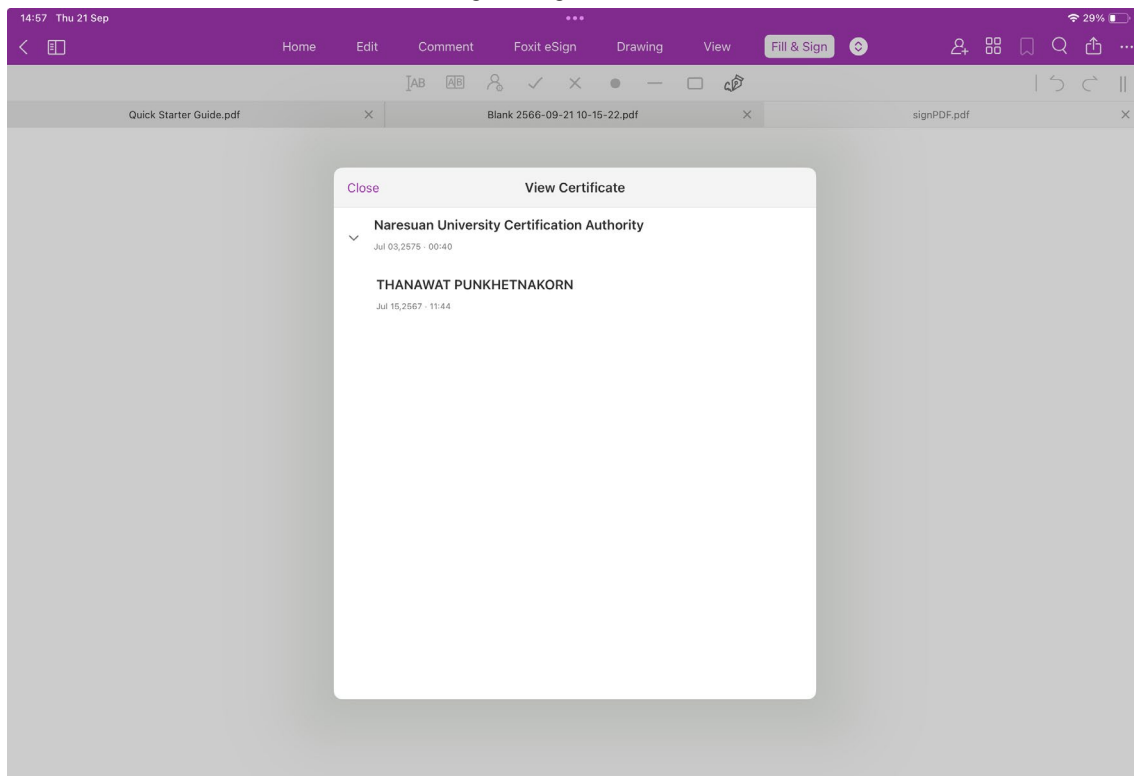 14:57 Thu 21 Sep
29%
Home Edit Comment Foxit eSign Drawing View Fill & Sign
AB AB
Quick Starter Guide.pdf Blank 2566-09-21 10-15-22.pdf signPDF.pdf
Close View Certificate
Naresuan University Certification Authority
Jul 03,2575 · 00:40
THANAWAT PUNKHETNAKORN
Jul 15,2567 · 11:44